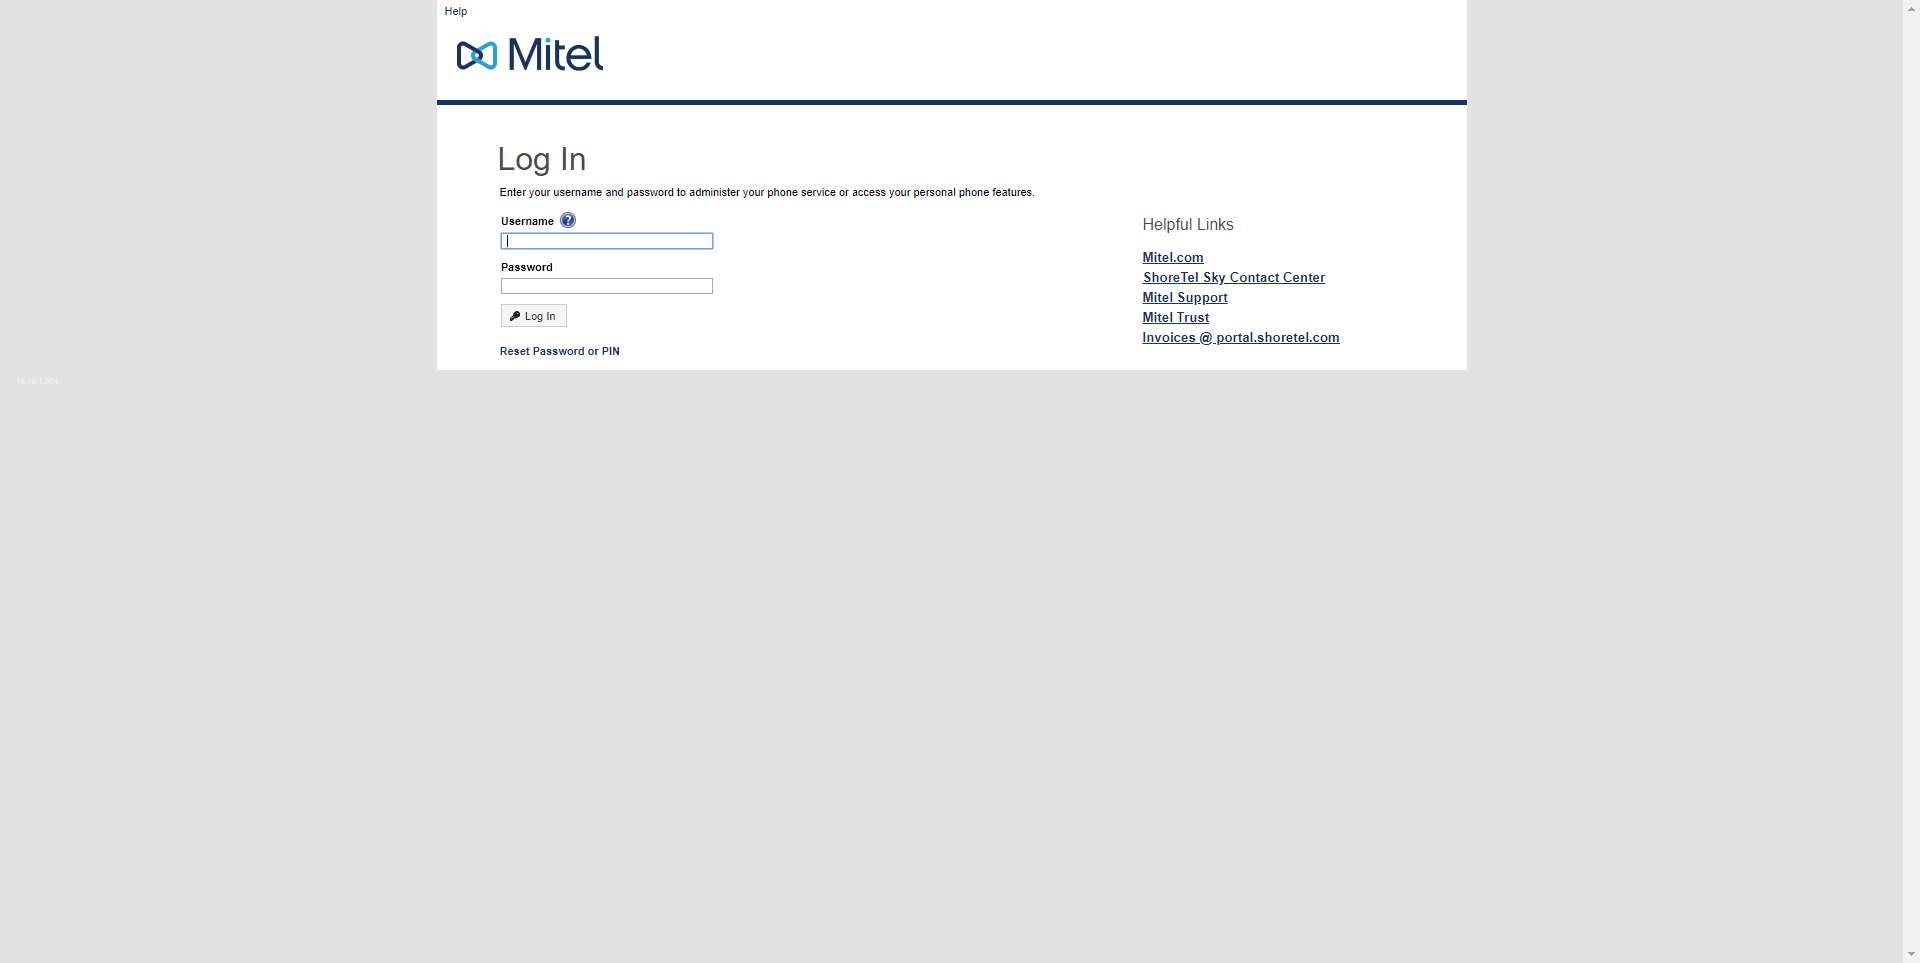 Help
Mitel
Log In
Enter your username and password to administer your phone service or access your personal phone features.
Username ?
Password
Log In
Reset Password or PIN
Helpful Links
Mitel.com
ShoreTel Sky Contact Center
Mitel Support
Mitel Trust
Invoices @ portal.shoretel.com